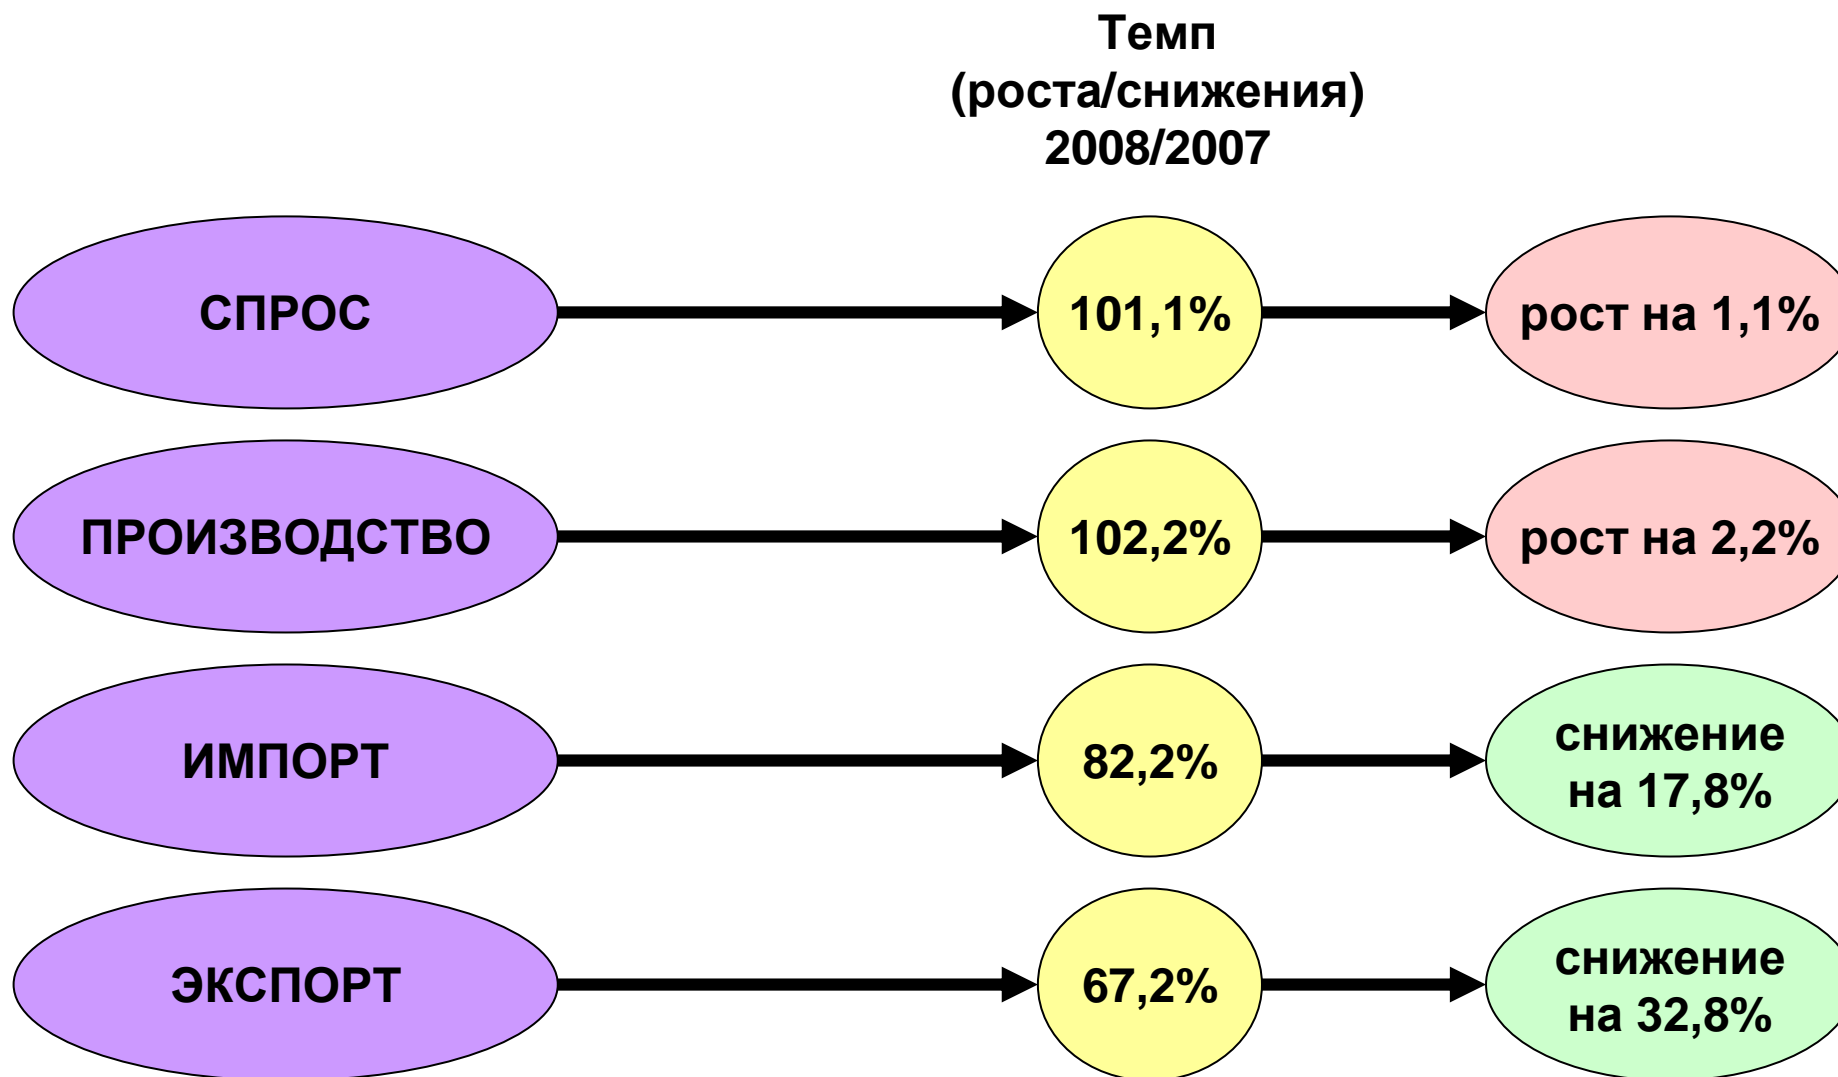 Темп
(роста/снижения)
2008/2007
СПРОС
101,1%
рост на 1,1%
ПРОИЗВОДСТВО
102,2%
рост на 2,2%
ИМПОРТ
82,2%
снижение
на 17,8%
ЭКСПОРТ
67,2%
снижение
на 32,8%